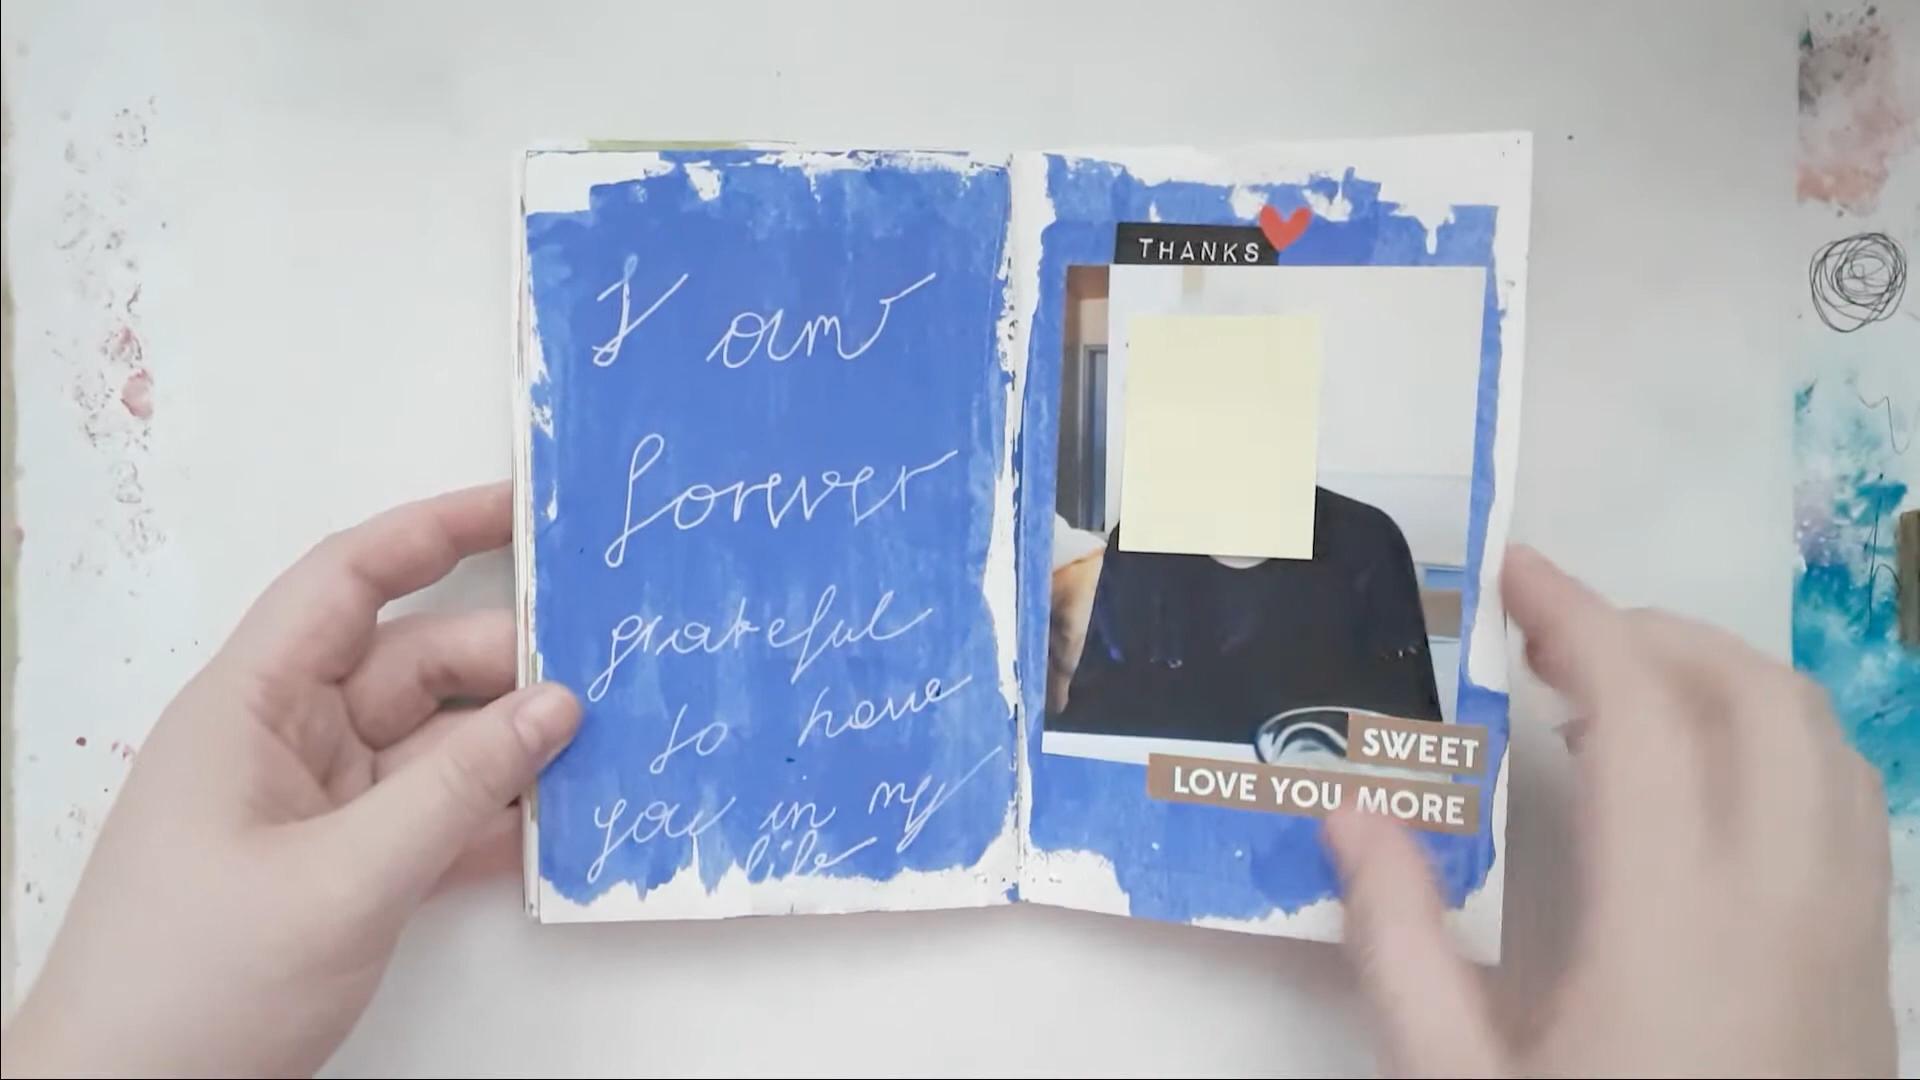 I am
forever
grateful
to have
you in my
life
THANKS
SWEET
LOVE YOU MORE